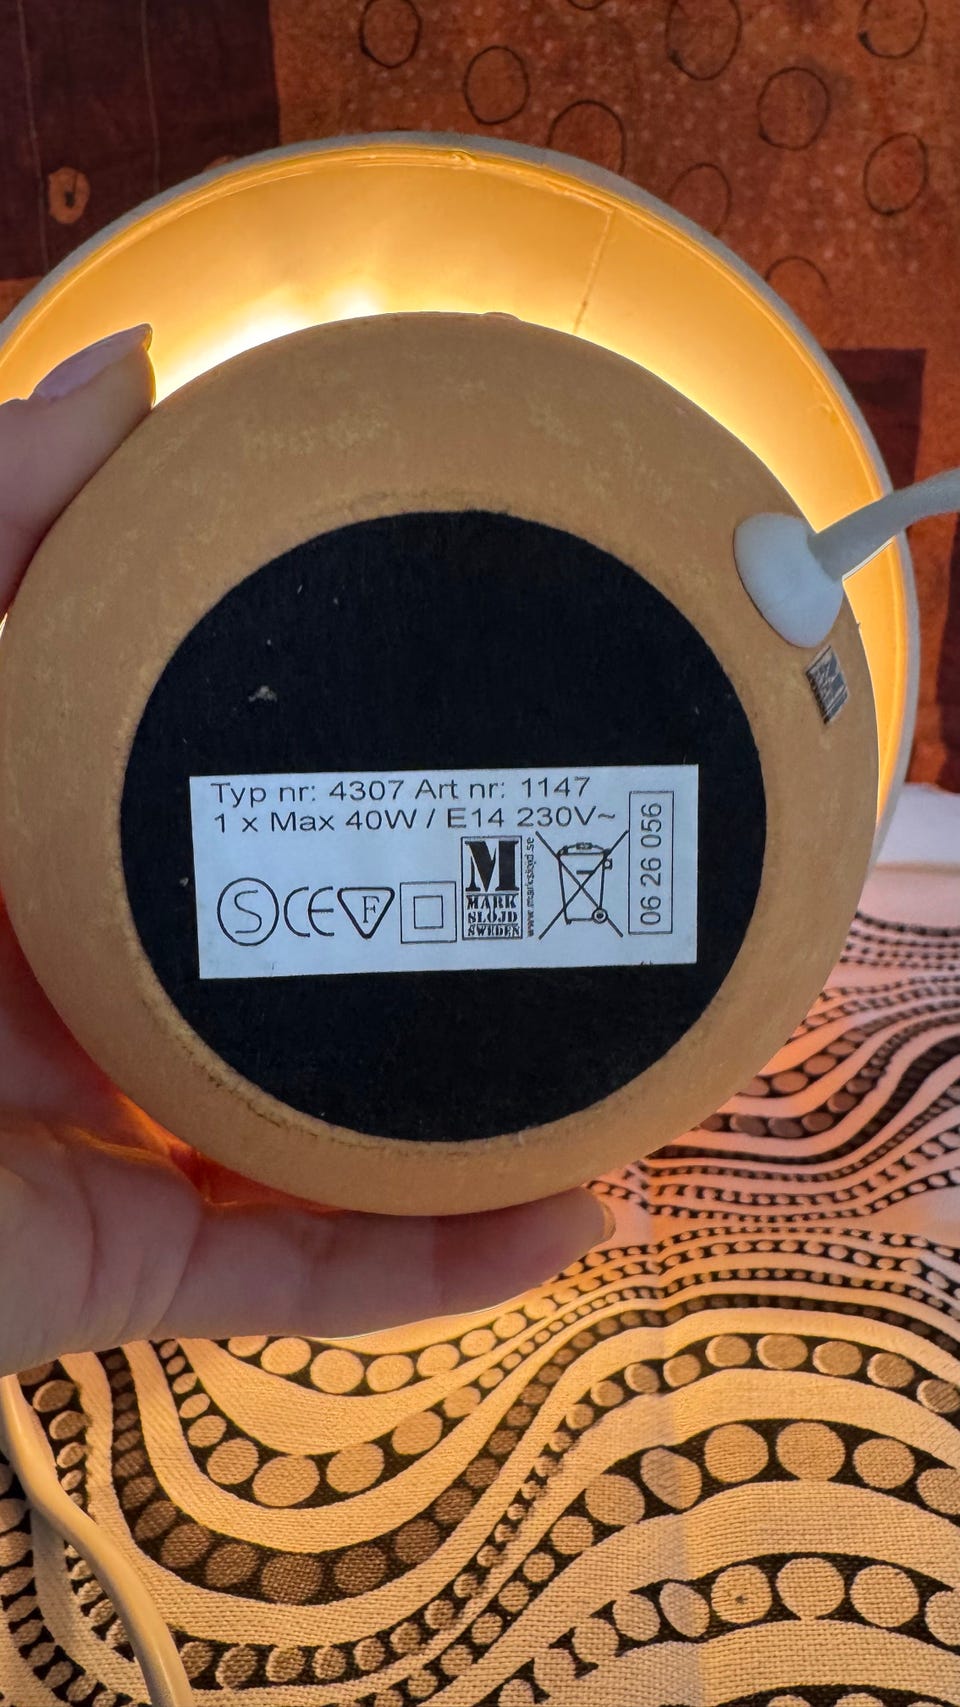 Typ nr: 4307 Art nr: 1147
1 x Max 40W / E14 230V~
S CE F M
MARK
SLÖJD
SWEDEN
www.markslojd.se
06 26 056